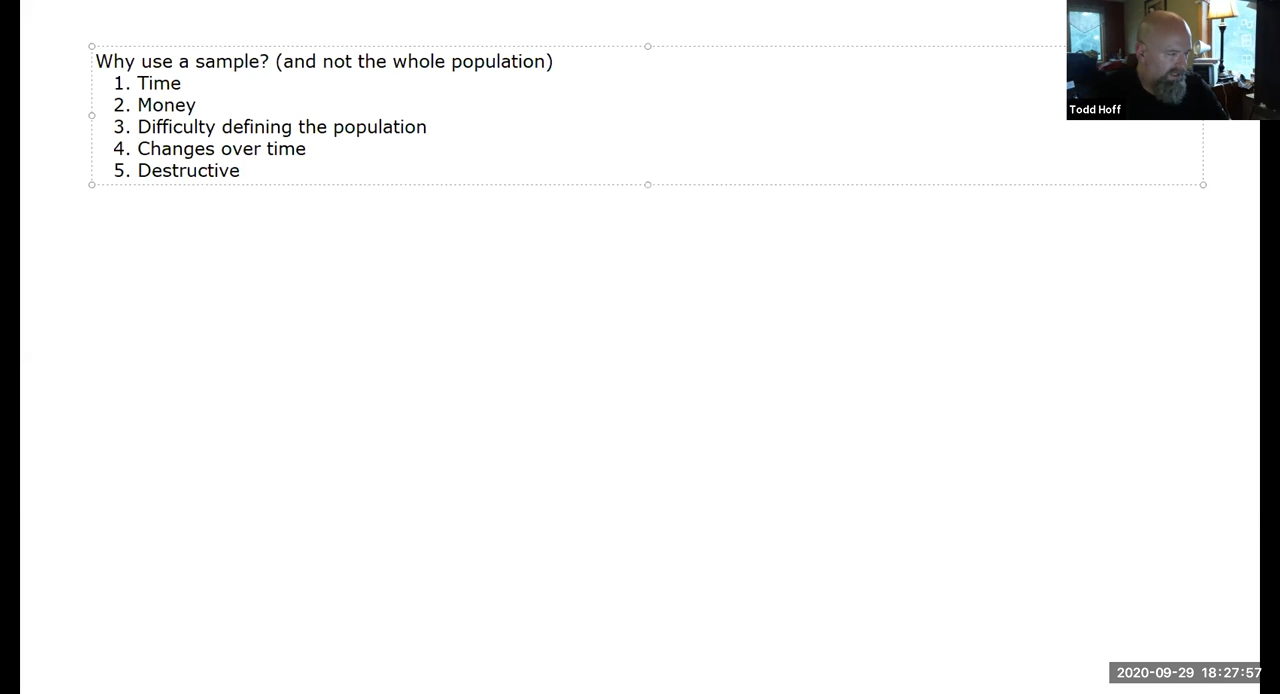 Why use a sample? (and not the whole population)
1. Time
2. Money
3. Difficulty defining the population
4. Changes over time
5. Destructive
Todd Hoff
2020-09-29 18:27:57